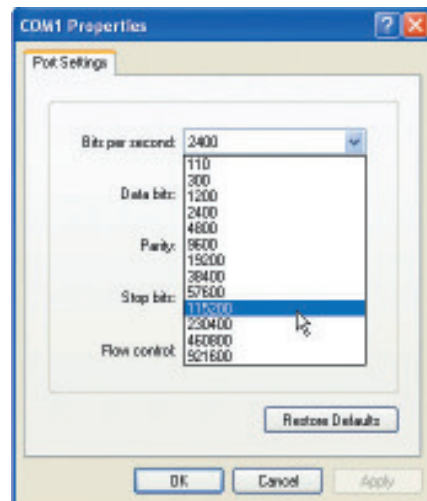 COM1 Properties
Port Settings
Bits per second: 2400
110
300
Data bits: 1200
2400
4800
Parity: 9600
19200
38400
Stop bits: 57600
115200
230400
Flow control: 460800
921600
Restore Defaults
OK Cancel Apply